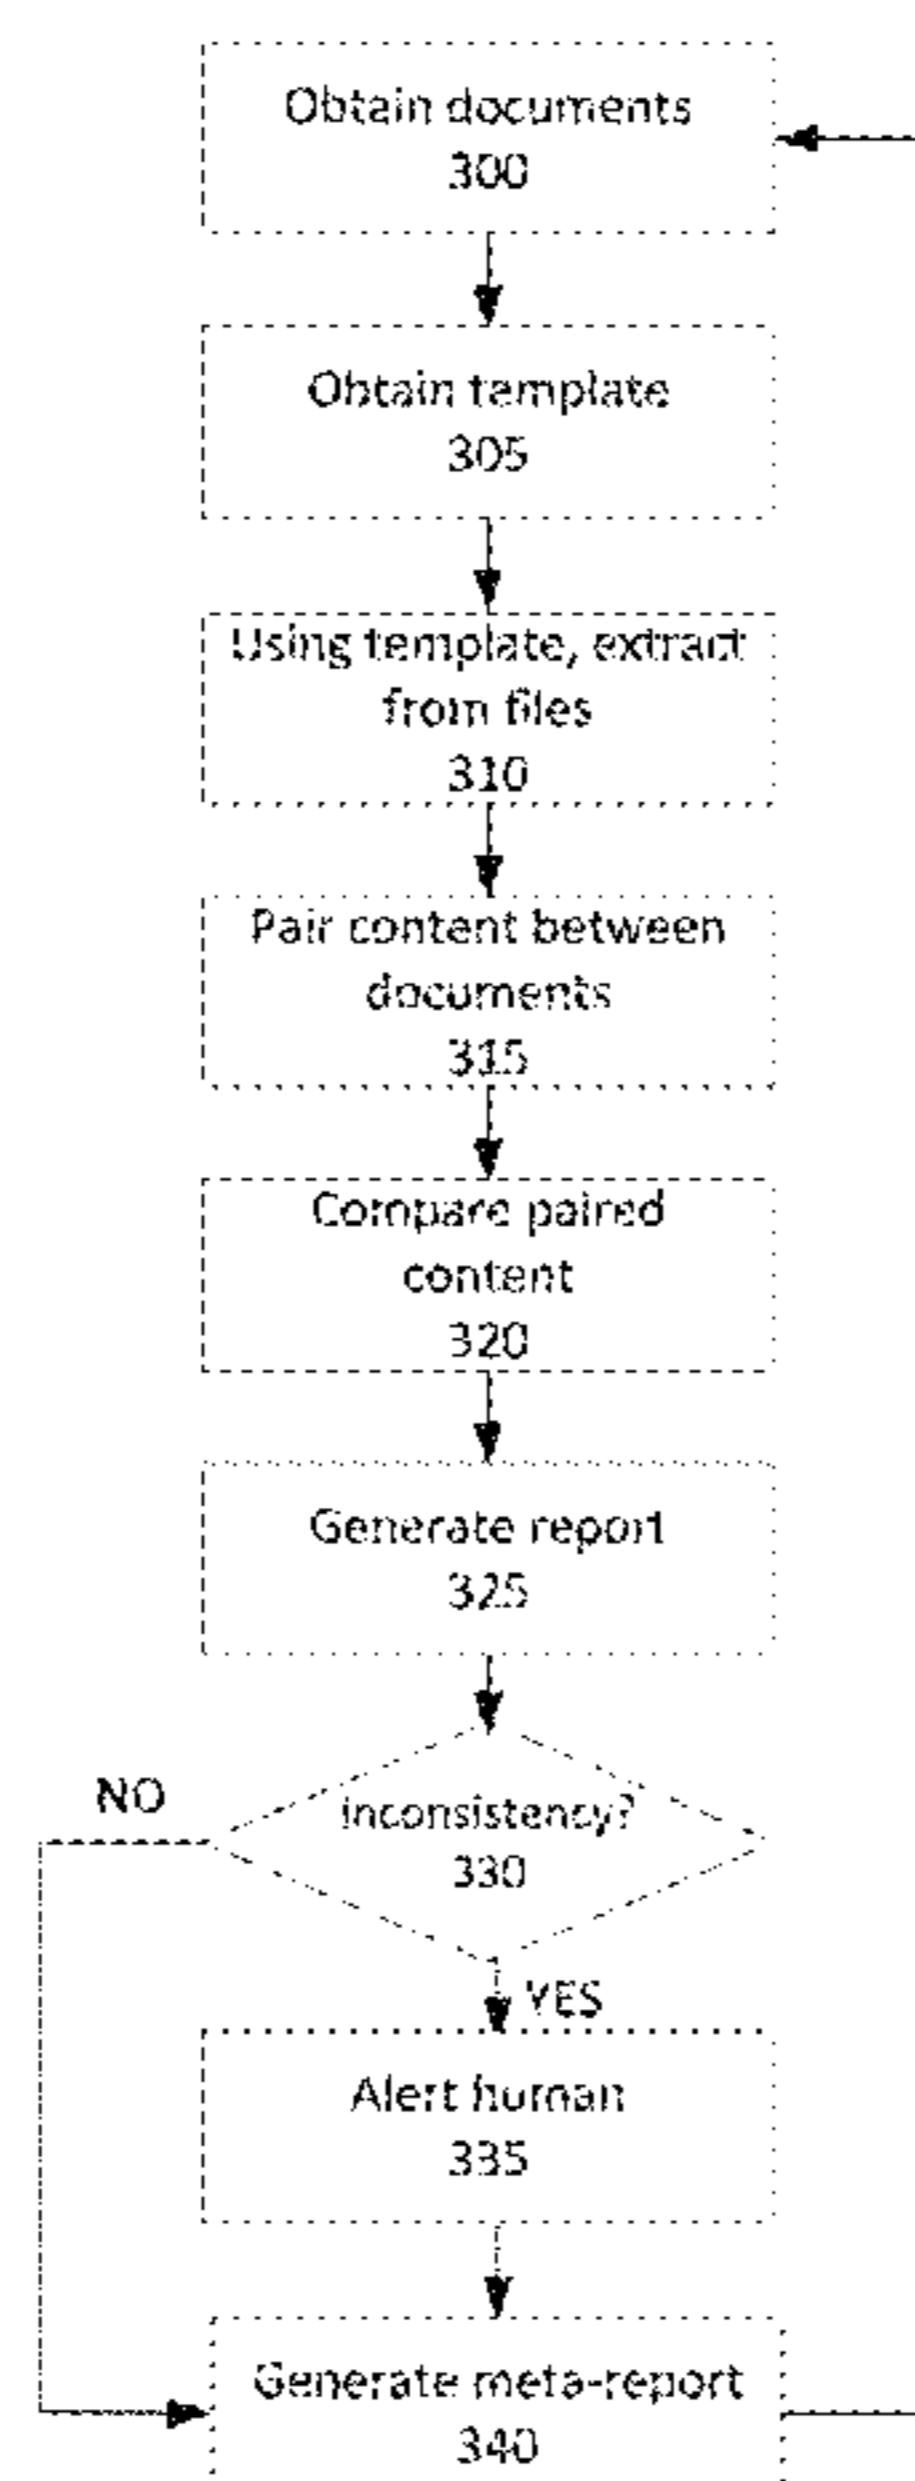 Obtain documents
300
Obtain template
305
Using template, extract
from files
310
Pair content between
documents
315
Compare paired
content
320
Generate report
325
inconsistency?
330
NO
YES
Alert human
335
Generate meta-report
340